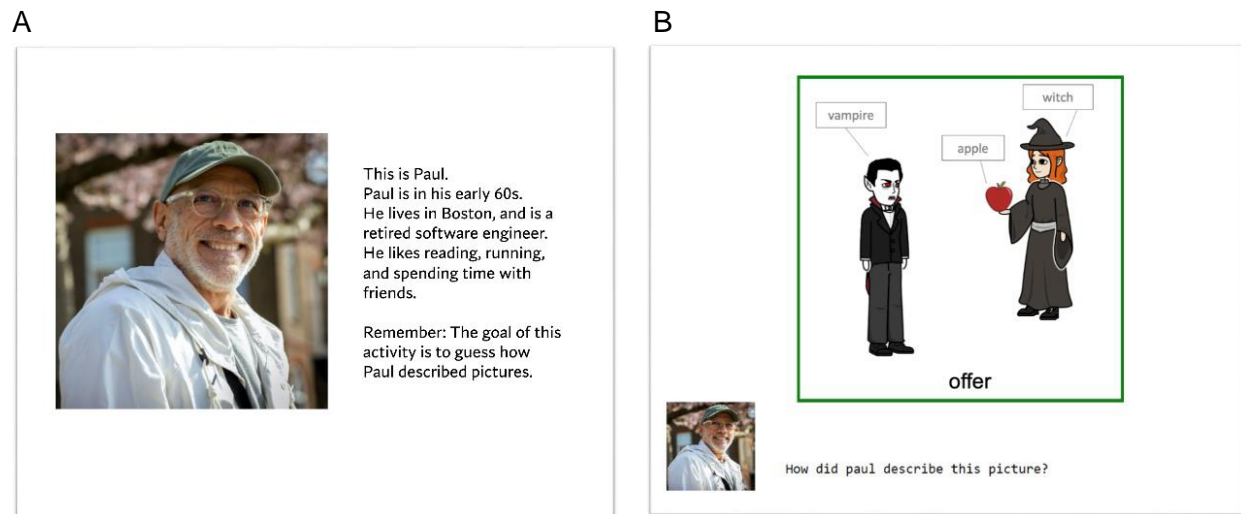 A
This is Paul.
Paul is in his early 60s.
He lives in Boston, and is a
retired software engineer.
He likes reading, running,
and spending time with
friends.
Remember: The goal of this
activity is to guess how
Paul described pictures.
B
vampire
apple
witch
offer
How did paul describe this picture?